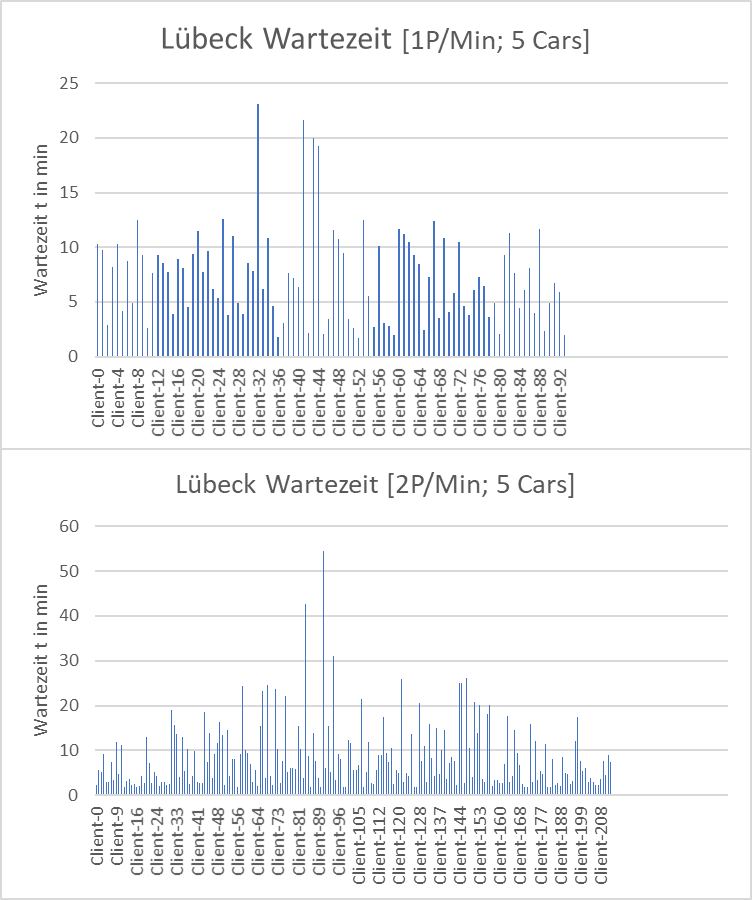 Lübeck Wartezeit [1P/Min; 5 Cars]
Wartezeit t in min
25
20
15
10
5
0
Client-0
Client-4
Client-8
Client-12
Client-16
Client-20
Client-24
Client-28
Client-32
Client-36
Client-40
Client-44
Client-48
Client-52
Client-56
Client-60
Client-64
Client-68
Client-72
Client-76
Client-80
Client-84
Client-88
Client-92
Lübeck Wartezeit [2P/Min; 5 Cars]
Wartezeit t in min
60
50
40
30
20
10
0
Client-0
Client-9
Client-16
Client-24
Client-33
Client-41
Client-48
Client-56
Client-64
Client-73
Client-81
Client-89
Client-96
Client-105
Client-112
Client-120
Client-128
Client-137
Client-144
Client-153
Client-160
Client-168
Client-177
Client-188
Client-199
Client-208